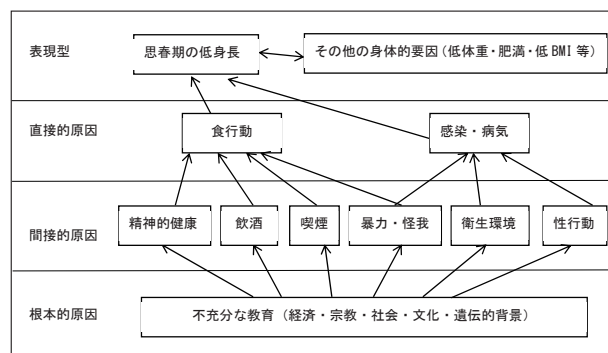 表現型
思春期の低身長
その他の身体的要因(低体重・肥満・低 BMI 等)
直接的原因
食行動
感染・病気
間接的原因
精神的健康
飲酒
喫煙
暴力・怪我
衛生環境
性行動
根本的原因
不充分な教育(経済・宗教・社会・文化・遺伝的背景)